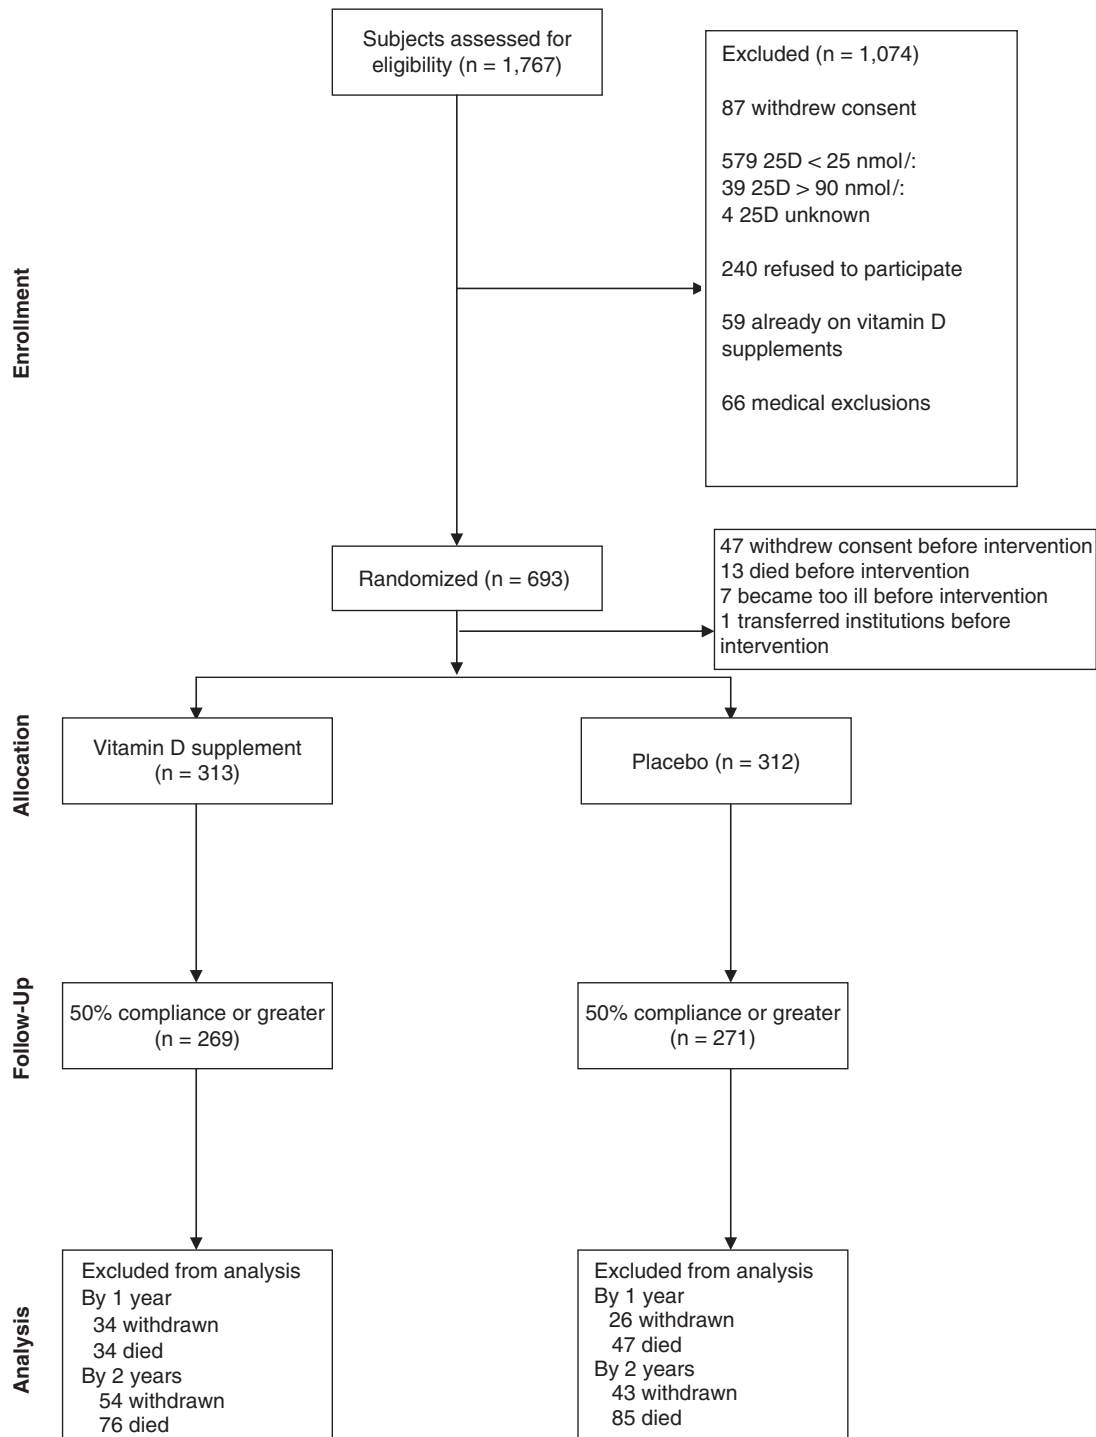 Subjects assessed for
eligibility (n = 1,767)
Excluded (n = 1,074)
87 withdrew consent
579 25D < 25 nmol/:
39 25D > 90 nmol/:
4 25D unknown
240 refused to participate
59 already on vitamin D
supplements
66 medical exclusions
Enrollment
Randomized (n = 693)
47 withdrew consent before intervention
13 died before intervention
7 became too ill before intervention
1 transferred institutions before
intervention
Allocation
Vitamin D supplement
(n = 313)
Placebo (n = 312)
Follow-Up
50% compliance or greater
(n = 269)
50% compliance or greater
(n = 271)
Analysis
Excluded from analysis
By 1 year
34 withdrawn
34 died
By 2 years
54 withdrawn
76 died
Excluded from analysis
By 1 year
26 withdrawn
47 died
By 2 years
43 withdrawn
85 died